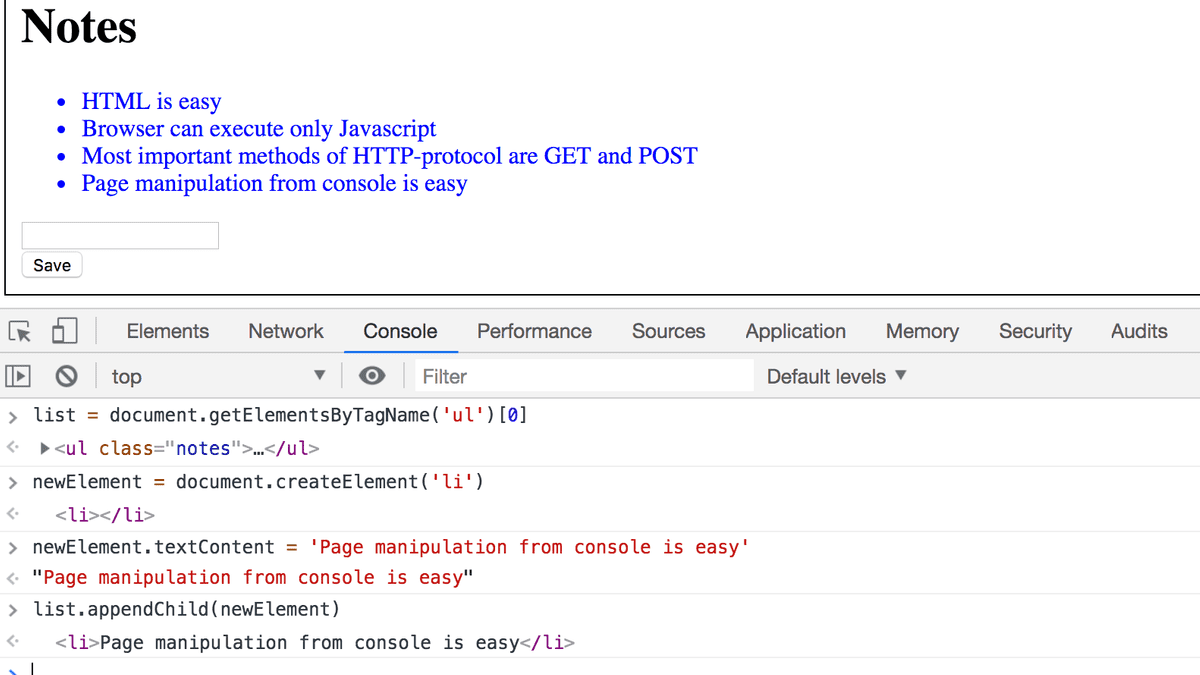 Notes
HTML is easy
Browser can execute only Javascript
Most important methods of HTTP-protocol are GET and POST
Page manipulation from console is easy
Save
Elements Network Console Performance Sources Application Memory Security Audits
top Filter Default levels
list = document.getElementsByTagName('ul')[0]
<ul class="notes">…</ul>
newElement = document.createElement('li')
<li></li>
newElement.textContent = 'Page manipulation from console is easy'
"Page manipulation from console is easy"
list.appendChild(newElement)
<li>Page manipulation from console is easy</li>